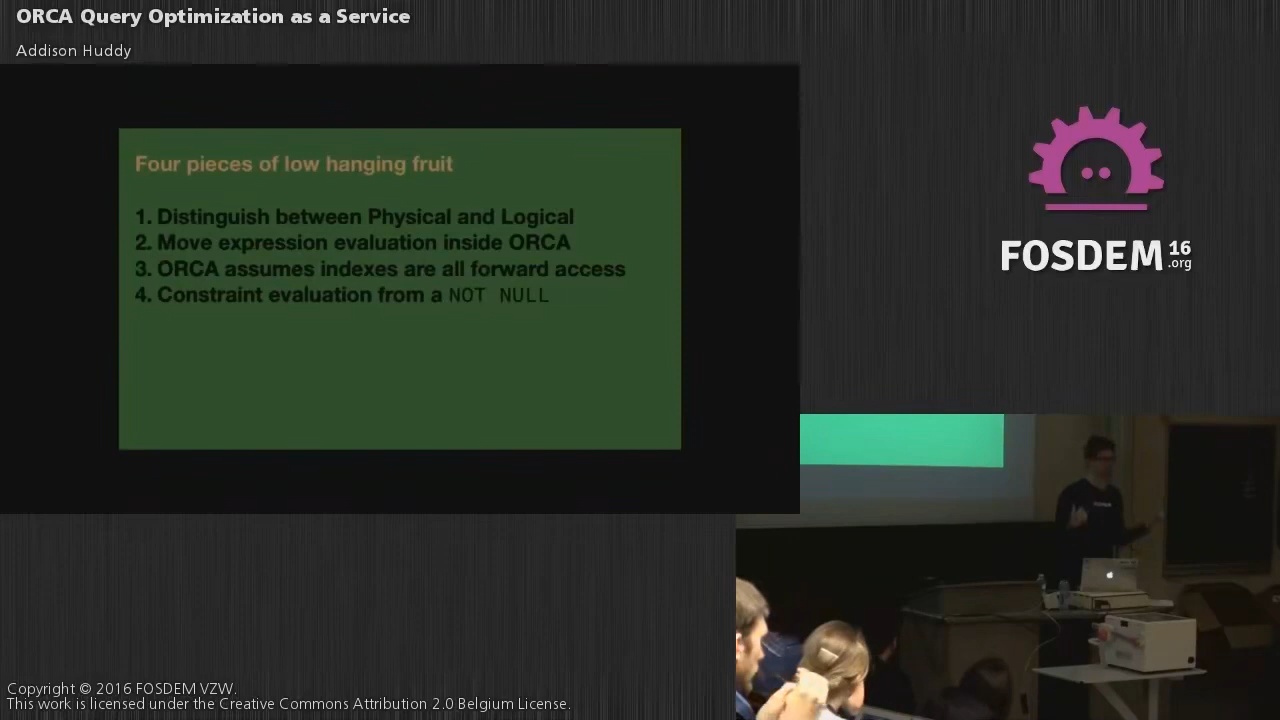 ORCA Query Optimization as a Service
Addison Huddy
Four pieces of low hanging fruit
1. Distinguish between Physical and Logical
2. Move expression evaluation inside ORCA
3. ORCA assumes indexes are all forward access
4. Constraint evaluation from a NOT NULL
FOSDEM 16 .org
Copyright © 2016 FOSDEM VZW.
This work is licensed under the Creative Commons Attribution 2.0 Belgium License.